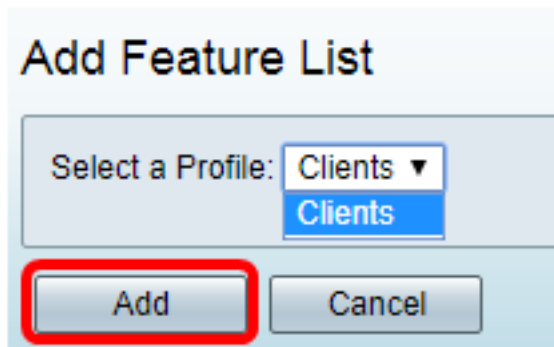 Add Feature List
Select a Profile: Clients ▼
Clients
Add Cancel